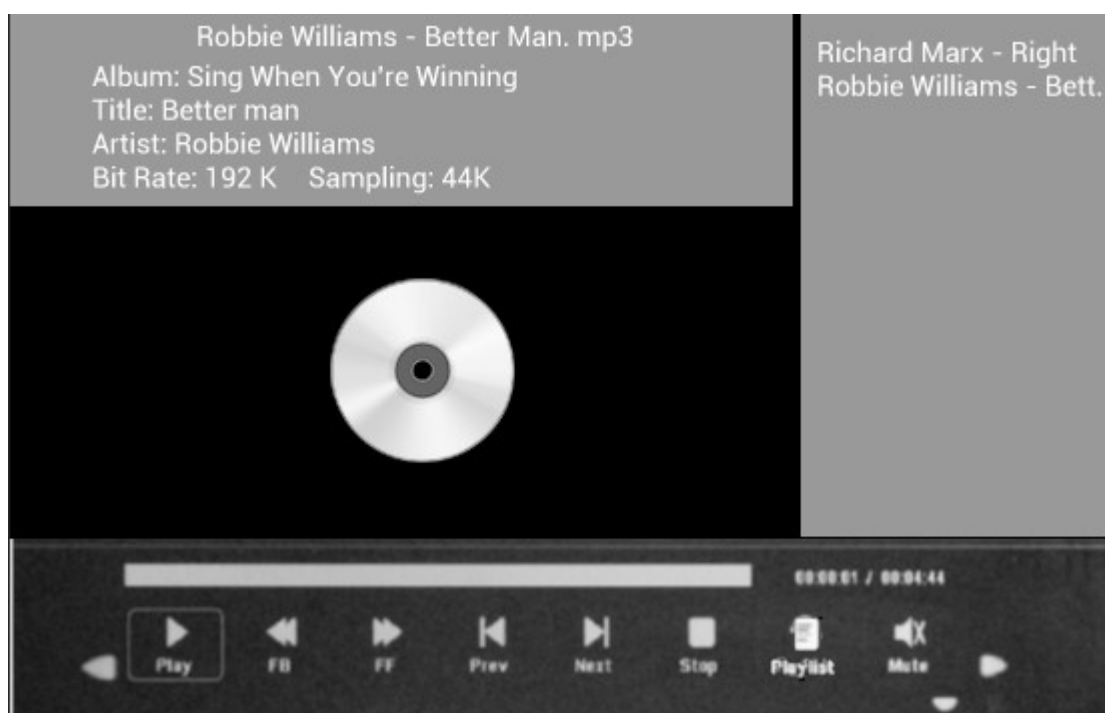 Robbie Williams - Better Man. mp3
Album: Sing When You're Winning
Title: Better man
Artist: Robbie Williams
Bit Rate: 192 K Sampling: 44K
Richard Marx - Right
Robbie Williams - Bett.
00:00:01 / 00:04:44
Play FB FF Prev Next Stop Playlist Mute